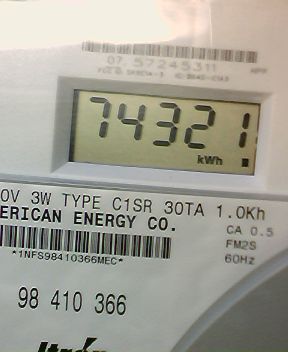 07 57245311
74321
kWh
0V 3W TYPE C1SR 30TA 1.0Kh
ERICAN ENERGY CO.
CA 0.5
FM2S
*1NFS98410366MEC*
60Hz
98 410 366
Itron